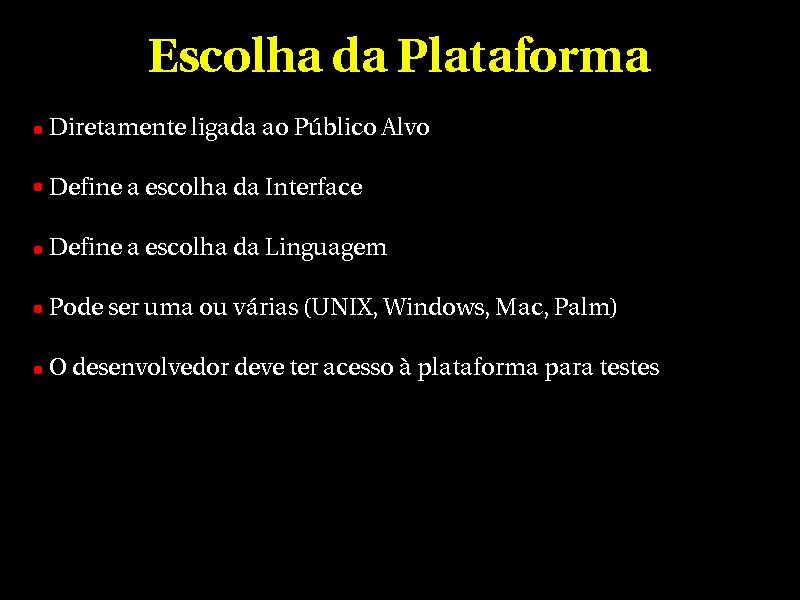 Escolha da Plataforma
• Diretamente ligada ao Público Alvo
• Define a escolha da Interface
• Define a escolha da Linguagem
• Pode ser uma ou várias (UNIX, Windows, Mac, Palm)
• O desenvolvedor deve ter acesso à plataforma para testes